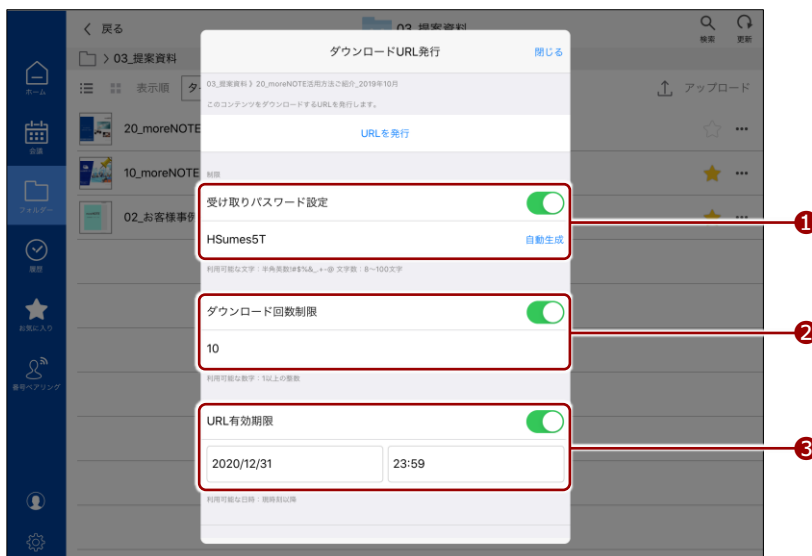 戻る
03_提案資料
検索
更新
03_提案資料
表示順
アップロード
ホーム
会議
フォルダー
履歴
お気に入り
番号ペアリング
20_moreNOTE
10_moreNOTE
02_お客様事例
ダウンロードURL発行
閉じる
03_提案資料 》20_moreNOTE活用方法ご紹介_2019年10月
このコンテンツをダウンロードするURLを発行します。
URLを発行
制限
受け取りパスワード設定
HSumes5T
自動生成
利用可能な文字：半角英数!#$%&_.+-@ 文字数：8～100文字
1
ダウンロード回数制限
10
利用可能な数字：1以上の整数
2
URL有効期限
2020/12/31
23:59
利用可能な日時：現時刻以降
3